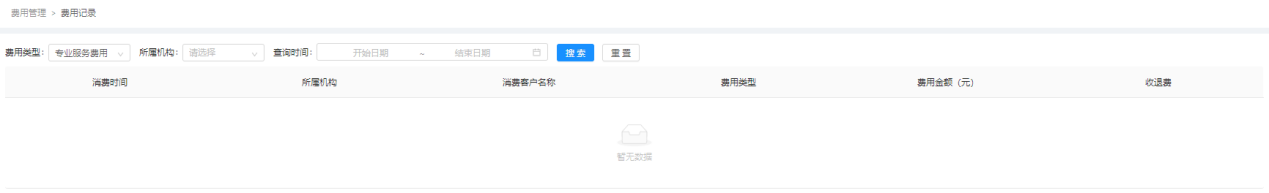 费用管理 > 费用记录
费用类型: 专业服务费用 所属机构: 请选择 查询时间: 开始日期 ~ 结束日期 搜 索 重 置
消费时间 所属机构 消费客户名称 费用类型 费用金额（元） 收退费
暂无数据